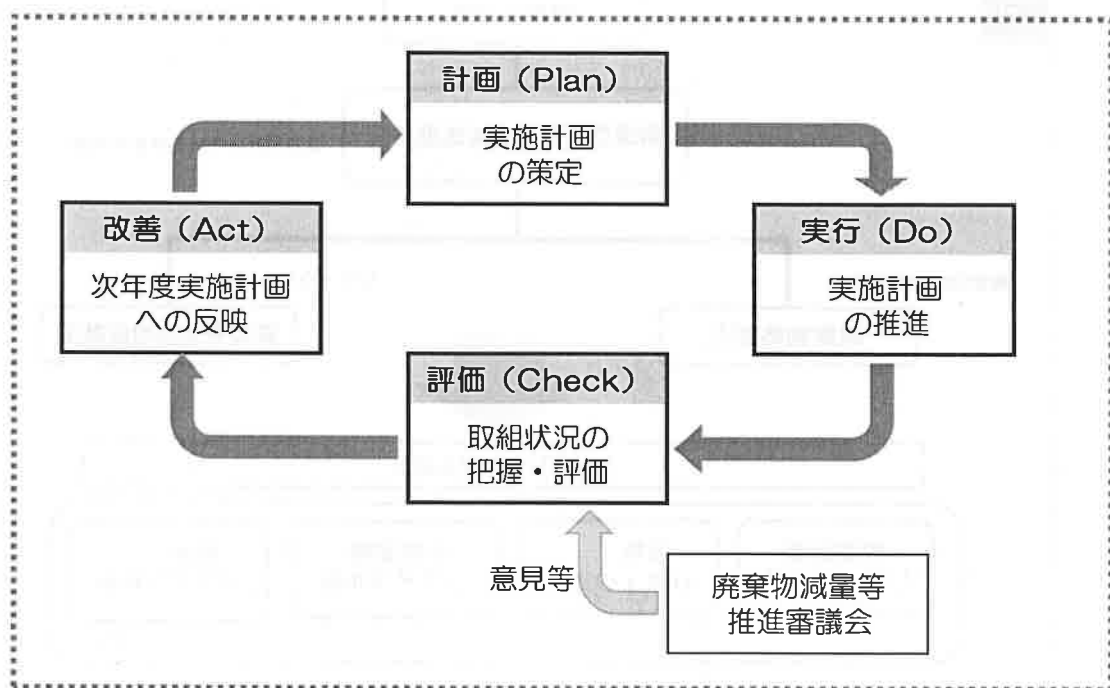 計画（Plan）
実施計画
の策定
改善（Act）
次年度実施計画
への反映
実行（Do）
実施計画
の推進
評価（Check）
取組状況の
把握・評価
意見等
廃棄物減量等
推進審議会